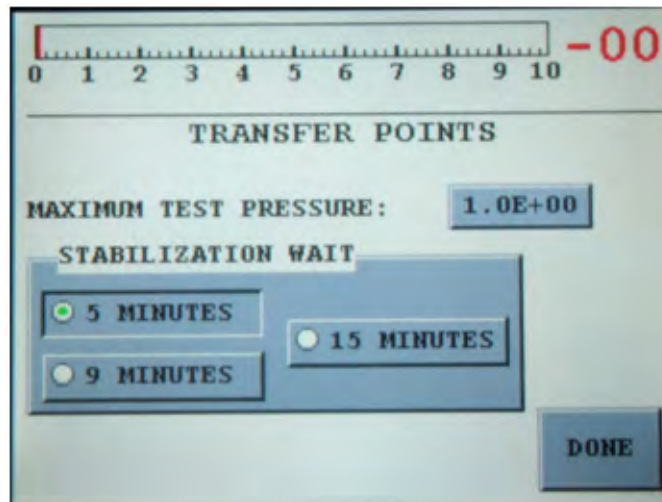 -00
0 1 2 3 4 5 6 7 8 9 10
TRANSFER POINTS
MAXIMUM TEST PRESSURE: 1.0E+00
STABILIZATION WAIT
5 MINUTES
15 MINUTES
9 MINUTES
DONE